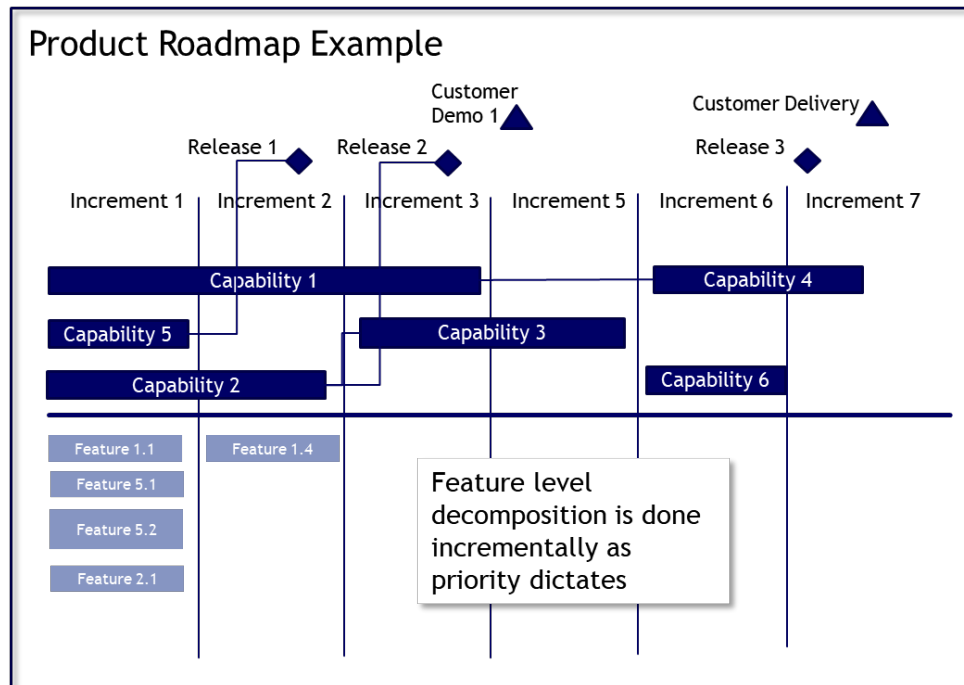 Product Roadmap Example
Customer
Demo 1
Customer Delivery
Release 1
Release 2
Release 3
Increment 1
Increment 2
Increment 3
Increment 5
Increment 6
Increment 7
Capability 1
Capability 4
Capability 5
Capability 3
Capability 2
Capability 6
Feature 1.1
Feature 1.4
Feature 5.1
Feature 5.2
Feature 2.1
Feature level
decomposition is done
incrementally as
priority dictates